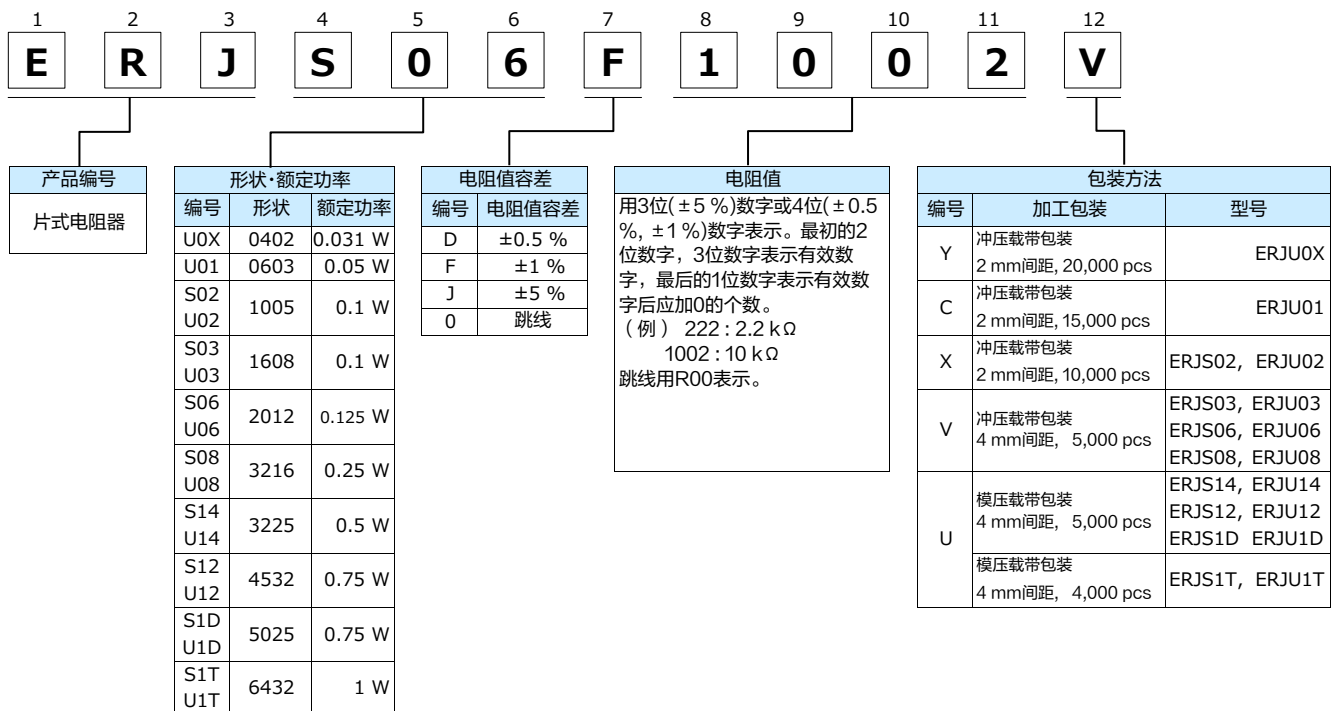 1 2 3 4 5 6 7 8 9 10 11 12
E R J S 0 6 F 1 0 0 2 V
产品编号
片式电阻器
形状·额定功率
编号 形状 额定功率
U0X 0402 0.031 W
U01 0603 0.05 W
S02
U02
1005 0.1 W
S03
U03
1608 0.1 W
S06
U06
2012 0.125 W
S08
U08
3216 0.25 W
S14
U14
3225 0.5 W
S12
U12
4532 0.75 W
S1D
U1D
5025 0.75 W
S1T
U1T
6432 1 W
电阻值容差
编号 电阻值容差
D ±0.5 %
F ±1 %
J ±5 %
0 跳线
电阻值
用3位(±5 %)数字或4位(±0.5
%, ±1 %)数字表示。最初的2
位数字，3位数字表示有效数
字，最后的1位数字表示有效数
字后应加0的个数。
（例） 222 : 2.2 kΩ
1002 : 10 kΩ
跳线用R00表示。
包装方法
编号 加工包装 型号
Y
冲压载带包装
2 mm间距, 20,000 pcs
ERJU0X
C
冲压载带包装
2 mm间距, 15,000 pcs
ERJU01
X
冲压载带包装
2 mm间距, 10,000 pcs
ERJS02, ERJU02
V
冲压载带包装
4 mm间距, 5,000 pcs
ERJS03, ERJU03
ERJS06, ERJU06
ERJS08, ERJU08
U
模压载带包装
4 mm间距, 5,000 pcs
ERJS14, ERJU14
ERJS12, ERJU12
ERJS1D ERJU1D
模压载带包装
4 mm间距, 4,000 pcs
ERJS1T, ERJU1T